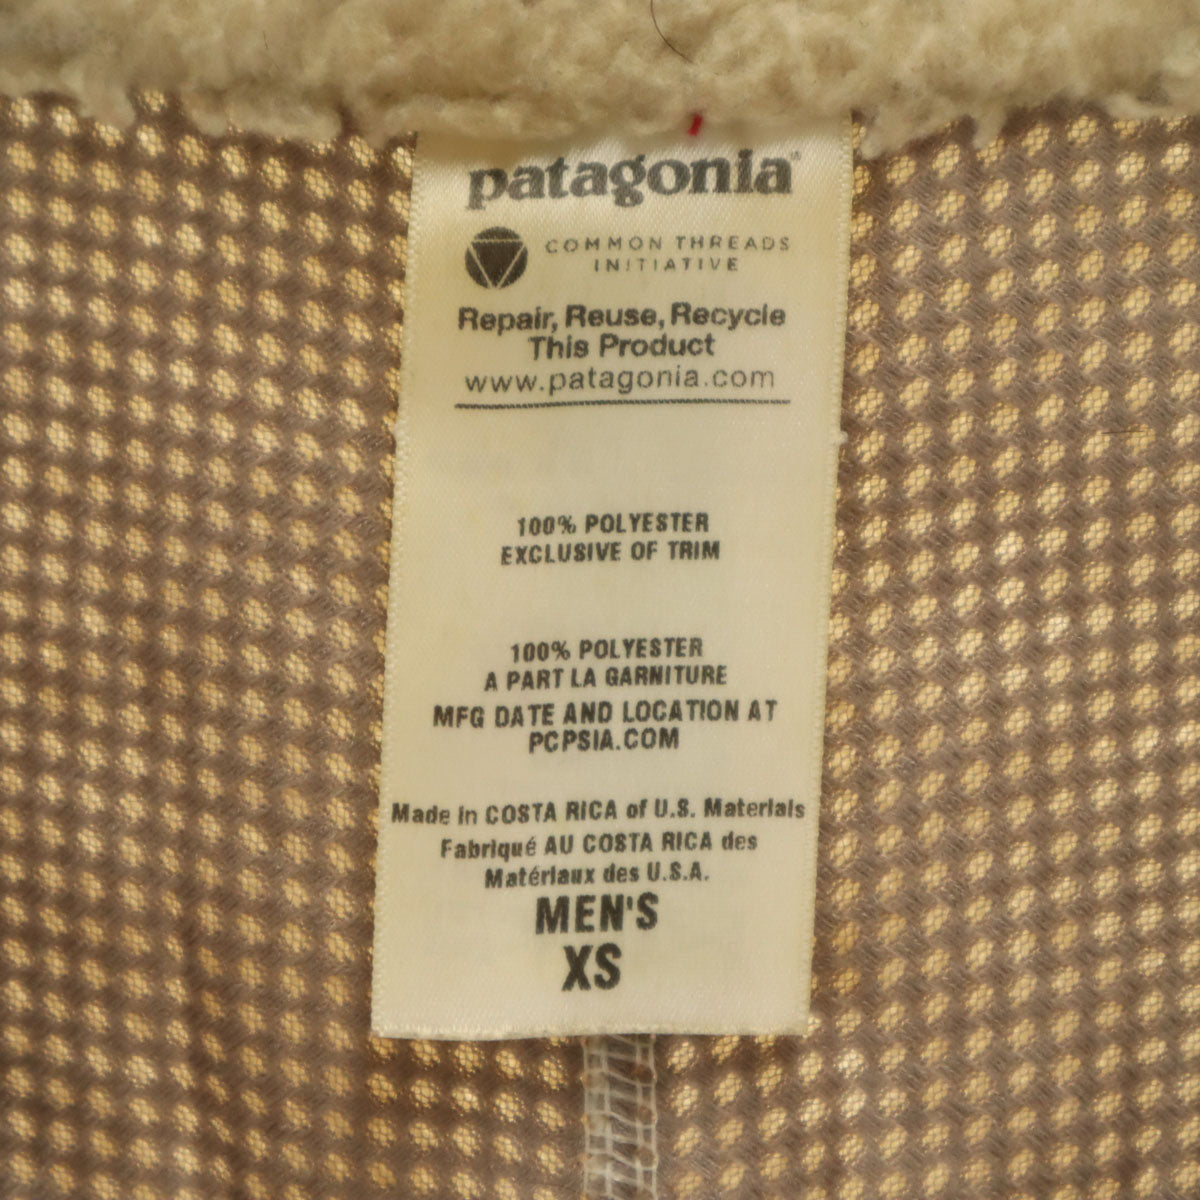 patagonia®
COMMON THREADS
INITIATIVE
Repair, Reuse, Recycle
This Product
www.patagonia.com
100% POLYESTER
EXCLUSIVE OF TRIM
100% POLYESTER
A PART LA GARNITURE
MFG DATE AND LOCATION AT
PCPSIA.COM
Made in COSTA RICA of U.S. Materials
Fabriqué AU COSTA RICA des
Matériaux des U.S.A.
MEN'S
XS